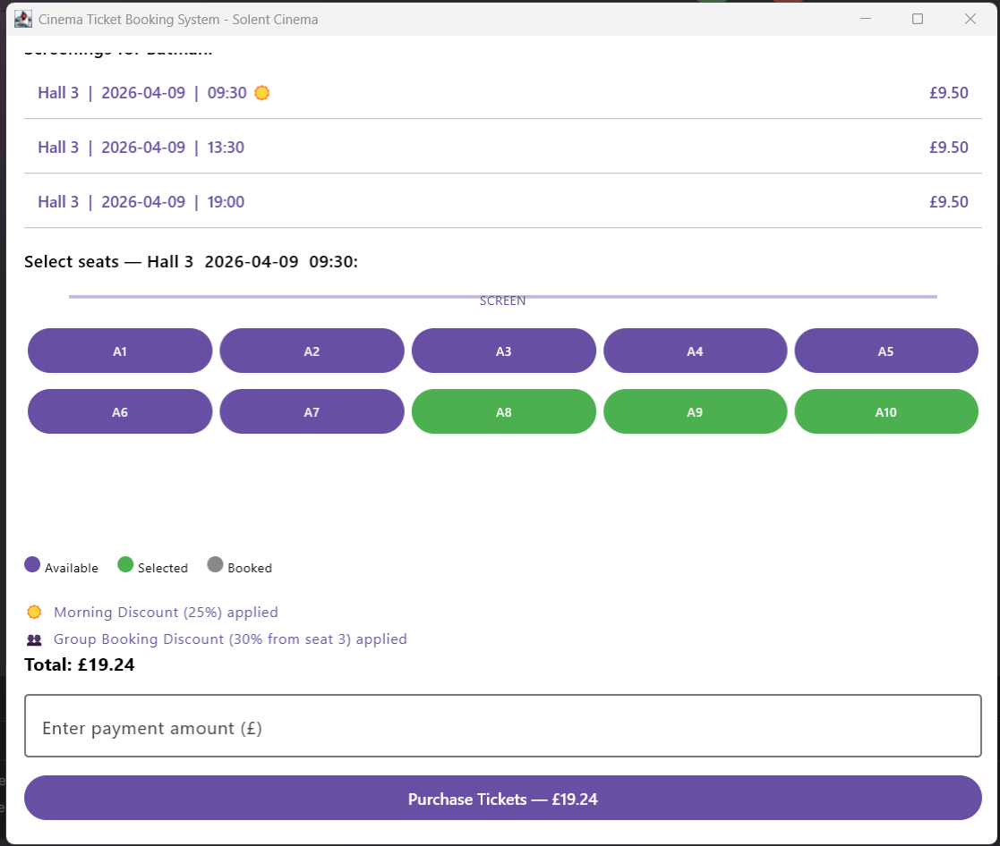 Cinema Ticket Booking System - Solent Cinema
Screenings for Batman:
Hall 3 | 2026-04-09 | 09:30 £9.50
Hall 3 | 2026-04-09 | 13:30 £9.50
Hall 3 | 2026-04-09 | 19:00 £9.50
Select seats — Hall 3 2026-04-09 09:30:
SCREEN
A1 A2 A3 A4 A5
A6 A7 A8 A9 A10
Available Selected Booked
Morning Discount (25%) applied
Group Booking Discount (30% from seat 3) applied
Total: £19.24
Enter payment amount (£)
Purchase Tickets — £19.24